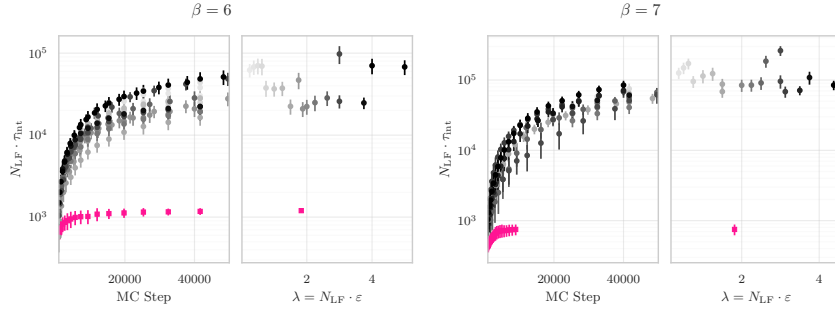 β = 6
N_LF · τ_int
10^5
10^4
10^3
20000 40000
MC Step
2 4
λ = N_LF · ε
β = 7
N_LF · τ_int
10^5
10^4
10^3
20000 40000
MC Step
2 4
λ = N_LF · ε